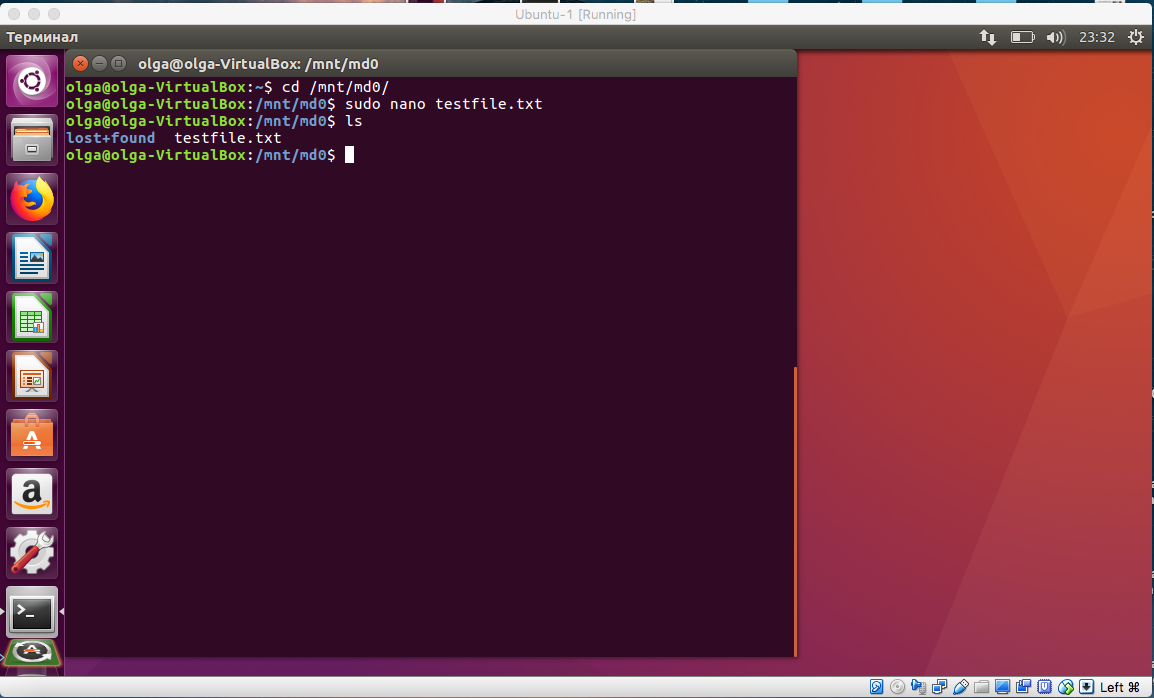 Ubuntu-1 [Running]
Терминал
23:32
olga@olga-VirtualBox: /mnt/md0
olga@olga-VirtualBox:~$ cd /mnt/md0/
olga@olga-VirtualBox:/mnt/md0$ sudo nano testfile.txt
olga@olga-VirtualBox:/mnt/md0$ ls
lost+found  testfile.txt
olga@olga-VirtualBox:/mnt/md0$
Left ⌘